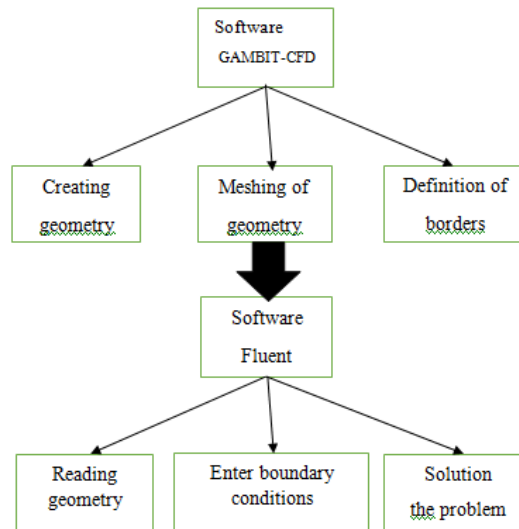 Software
GAMBIT-CFD
Creating
geometry
Meshing of
geometry
Definition of
borders
Software
Fluent
Reading
geometry
Enter boundary
conditions
Solution
the problem